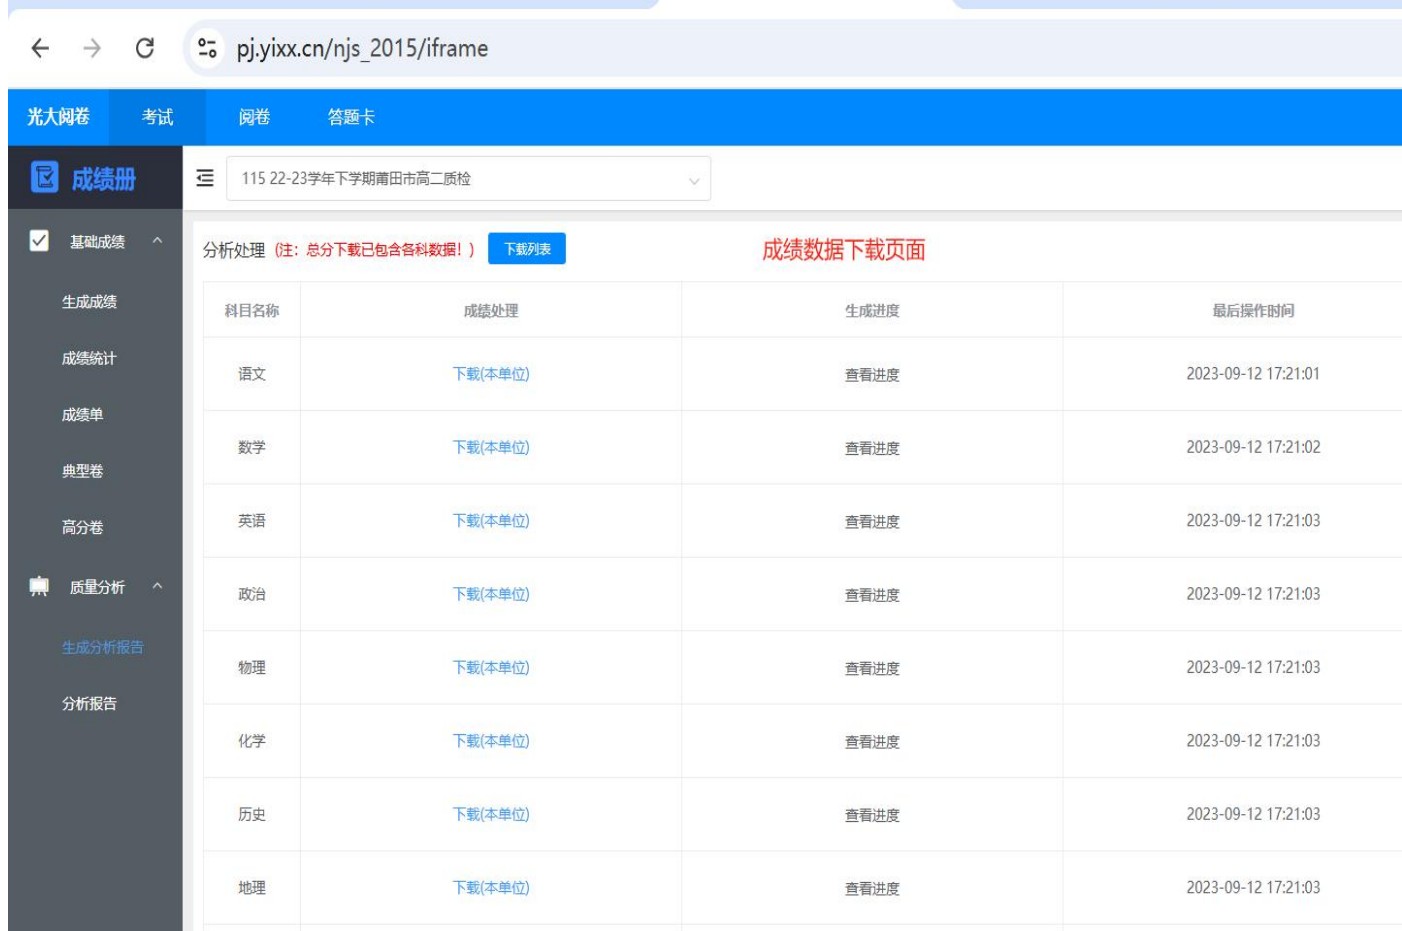 pj.yixx.cn/njs_2015/iframe
光大阅卷 考试 阅卷 答题卡
成绩册
115 22-23学年下学期莆田市高二质检
基础成绩
生成成绩
成绩统计
成绩单
典型卷
高分卷
质量分析
生成分析报告
分析报告
分析处理 (注：总分下载已包含各科数据！) 下载列表 成绩数据下载页面
科目名称 成绩处理 生成进度 最后操作时间
语文 下载(本单位) 查看进度 2023-09-12 17:21:01
数学 下载(本单位) 查看进度 2023-09-12 17:21:02
英语 下载(本单位) 查看进度 2023-09-12 17:21:03
政治 下载(本单位) 查看进度 2023-09-12 17:21:03
物理 下载(本单位) 查看进度 2023-09-12 17:21:03
化学 下载(本单位) 查看进度 2023-09-12 17:21:03
历史 下载(本单位) 查看进度 2023-09-12 17:21:03
地理 下载(本单位) 查看进度 2023-09-12 17:21:03